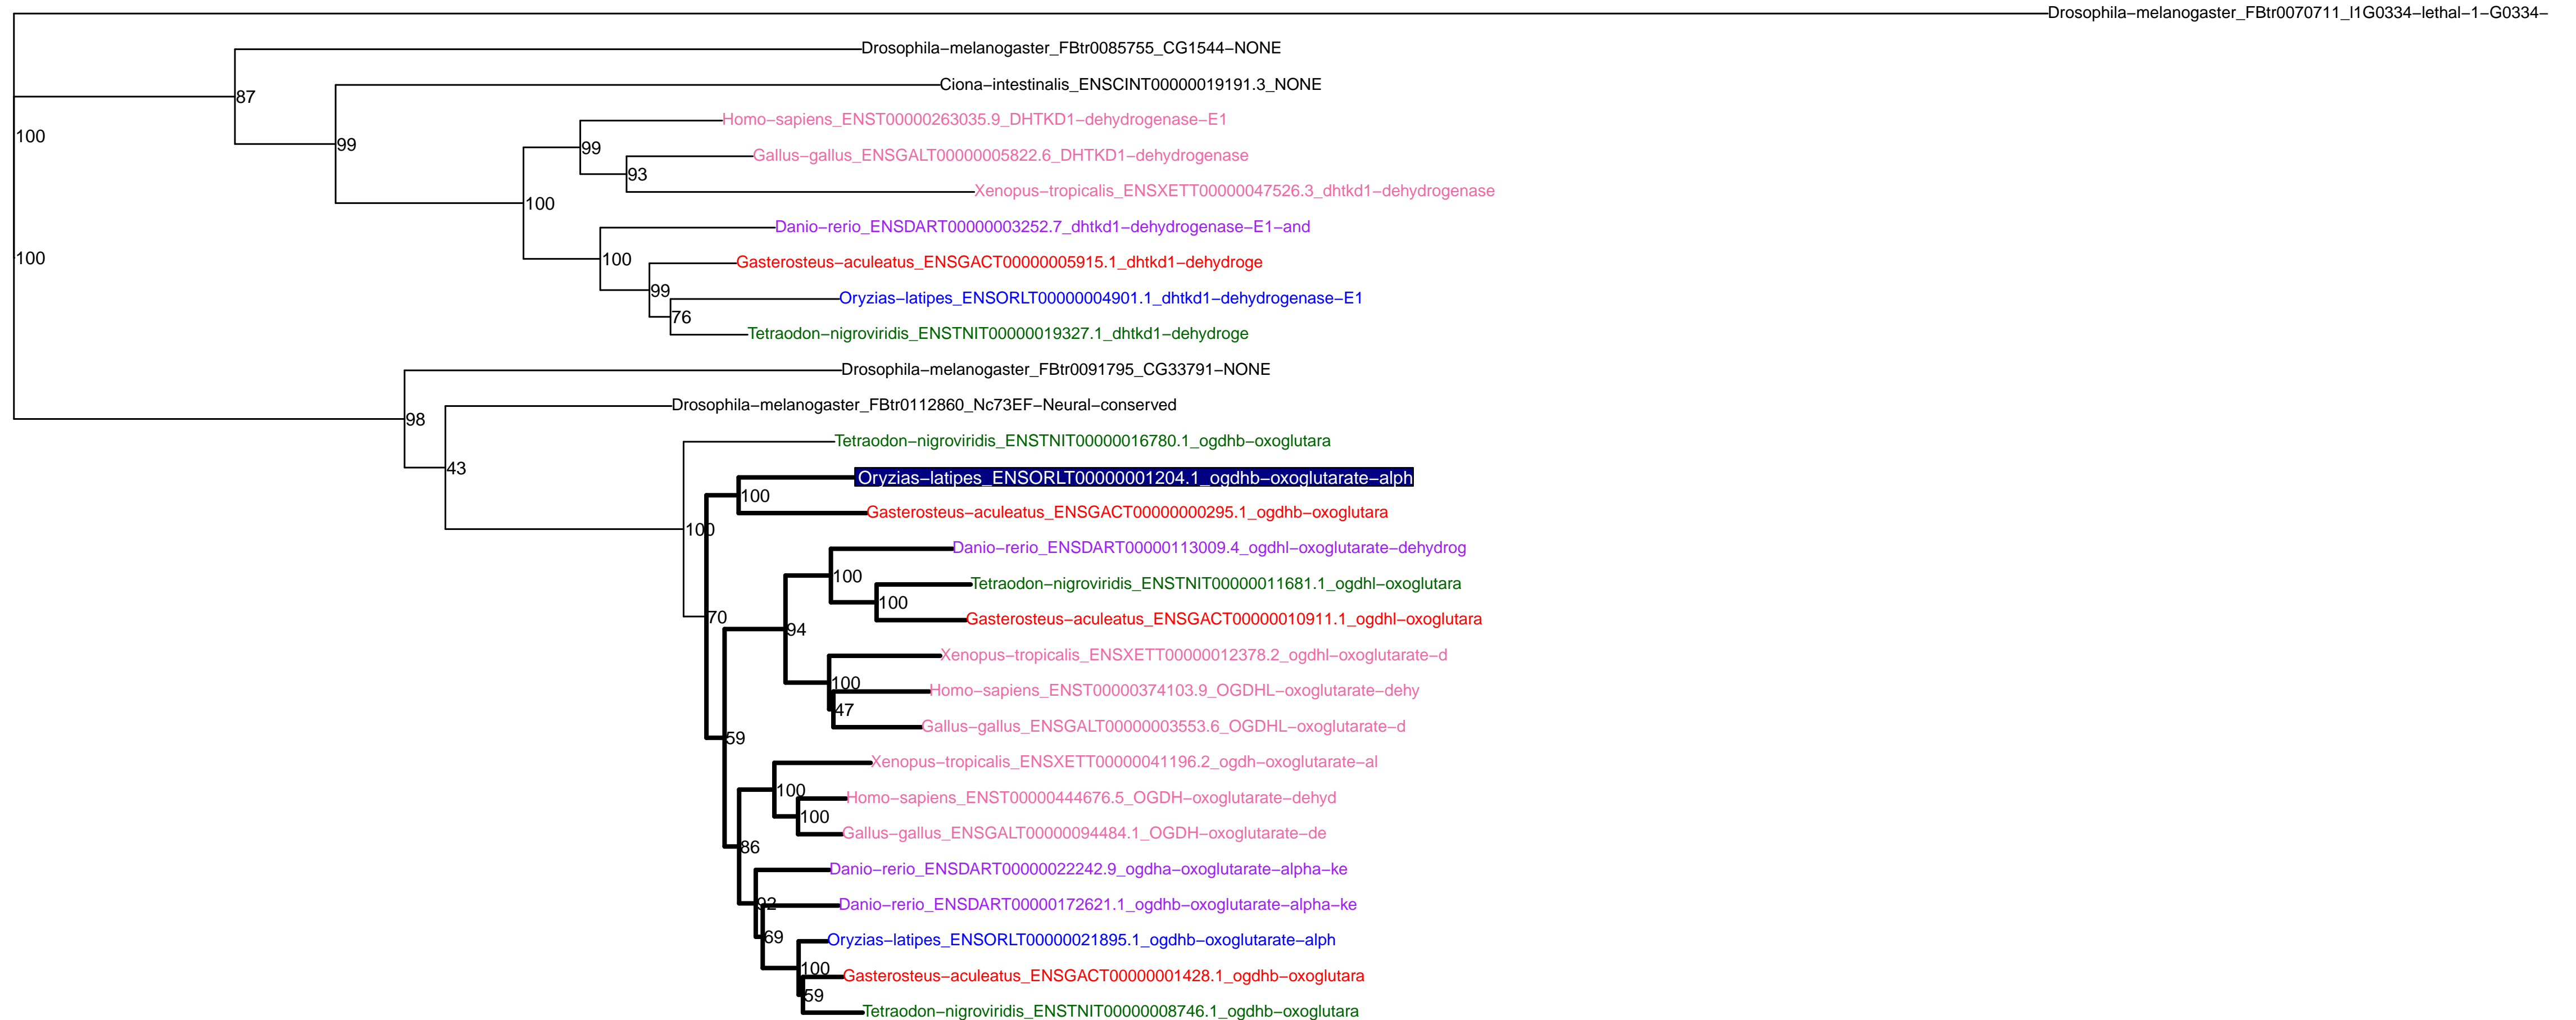 Drosophila−melanogaster_FBtr0070711_l1G0334−lethal−1−G0334−
Drosophila−melanogaster_FBtr0085755_CG1544−NONE
Ciona−intestinalis_ENSCINT00000019191.3_NONE
87
Homo−sapiens_ENST00000263035.9_DHTKD1−dehydrogenase−E1
100
99
99
Gallus−gallus_ENSGALT00000005822.6_DHTKD1−dehydrogenase
93
Xenopus−tropicalis_ENSXETT00000047526.3_dhtkd1−dehydrogenase
100
Danio−rerio_ENSDART00000003252.7_dhtkd1−dehydrogenase−E1−and
100
100
Gasterosteus−aculeatus_ENSGACT00000005915.1_dhtkd1−dehydroge
99
Oryzias−latipes_ENSORLT00000004901.1_dhtkd1−dehydrogenase−E1
76
Tetraodon−nigroviridis_ENSTNIT00000019327.1_dhtkd1−dehydroge
Drosophila−melanogaster_FBtr0091795_CG33791−NONE
Drosophila−melanogaster_FBtr0112860_Nc73EF−Neural−conserved
98
Tetraodon−nigroviridis_ENSTNIT00000016780.1_ogdhb−oxoglutara
43
Oryzias−latipes_ENSORLT00000001204.1_ogdhb−oxoglutarate−alph
100
Gasterosteus−aculeatus_ENSGACT00000000295.1_ogdhb−oxoglutara
100
Danio−rerio_ENSDART00000113009.4_ogdhl−oxoglutarate−dehydrog
100
Tetraodon−nigroviridis_ENSTNIT00000011681.1_ogdhl−oxoglutara
100
Gasterosteus−aculeatus_ENSGACT00000010911.1_ogdhl−oxoglutara
70
94
Xenopus−tropicalis_ENSXETT00000012378.2_ogdhl−oxoglutarate−d
100
Homo−sapiens_ENST00000374103.9_OGDHL−oxoglutarate−dehy
47
Gallus−gallus_ENSGALT00000003553.6_OGDHL−oxoglutarate−d
59
Xenopus−tropicalis_ENSXETT00000041196.2_ogdh−oxoglutarate−al
100
Homo−sapiens_ENST00000444676.5_OGDH−oxoglutarate−dehyd
100
Gallus−gallus_ENSGALT00000094484.1_OGDH−oxoglutarate−de
86
Danio−rerio_ENSDART00000022242.9_ogdha−oxoglutarate−alpha−ke
92
Danio−rerio_ENSDART00000172621.1_ogdhb−oxoglutarate−alpha−ke
69
Oryzias−latipes_ENSORLT00000021895.1_ogdhb−oxoglutarate−alph
100
Gasterosteus−aculeatus_ENSGACT00000001428.1_ogdhb−oxoglutara
59
Tetraodon−nigroviridis_ENSTNIT00000008746.1_ogdhb−oxoglutara